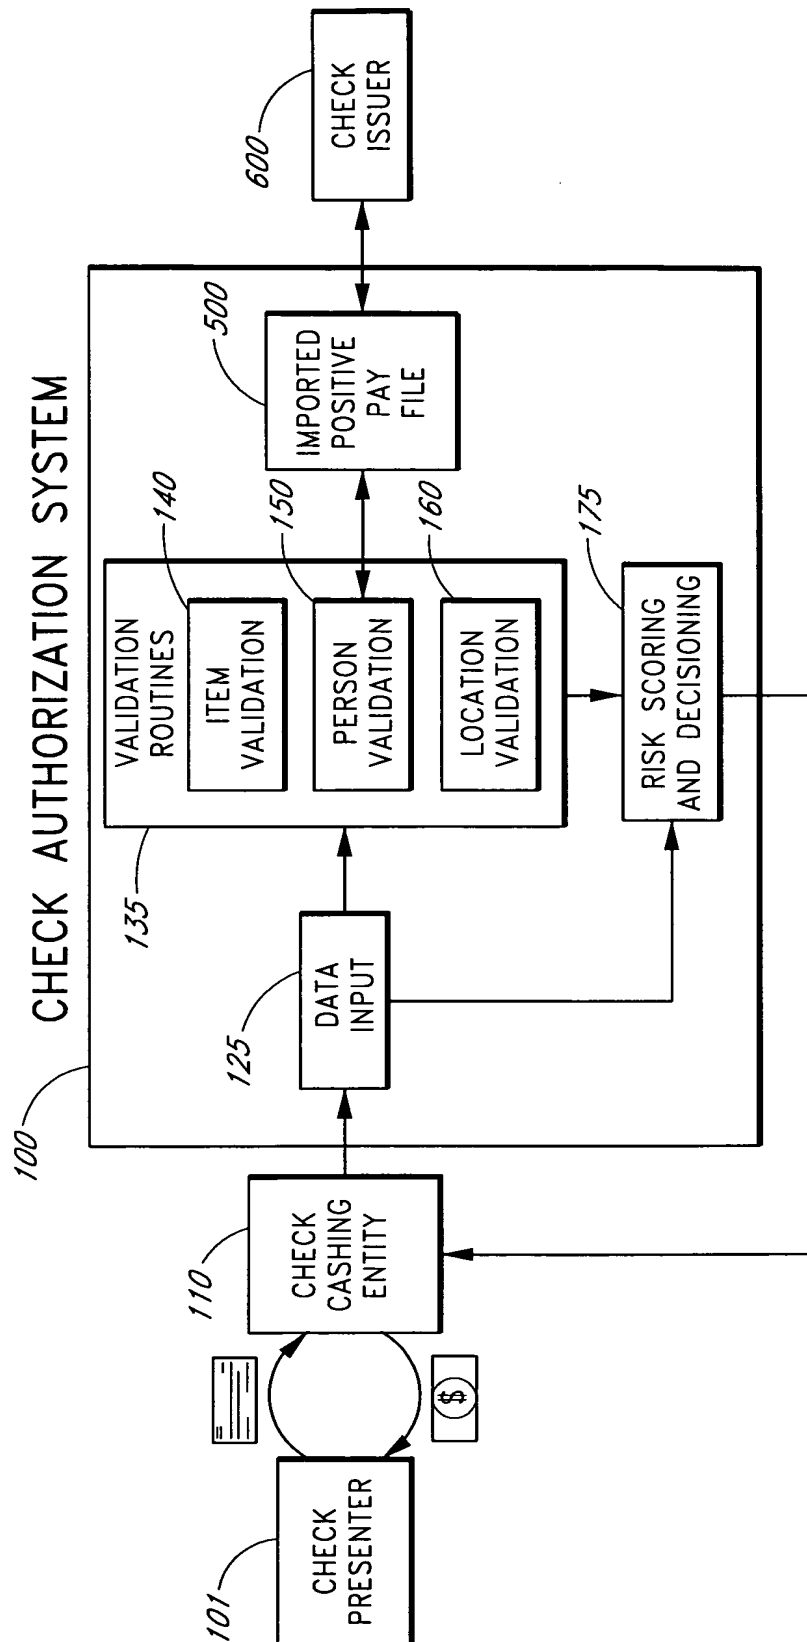 CHECK AUTHORIZATION SYSTEM
100
101
CHECK
PRESENTER
$
110
CHECK
CASHING
ENTITY
125
DATA
INPUT
135
VALIDATION
ROUTINES
140
ITEM
VALIDATION
150
PERSON
VALIDATION
160
LOCATION
VALIDATION
175
RISK SCORING
AND DECISIONING
500
IMPORTED
POSITIVE
PAY
FILE
600
CHECK
ISSUER